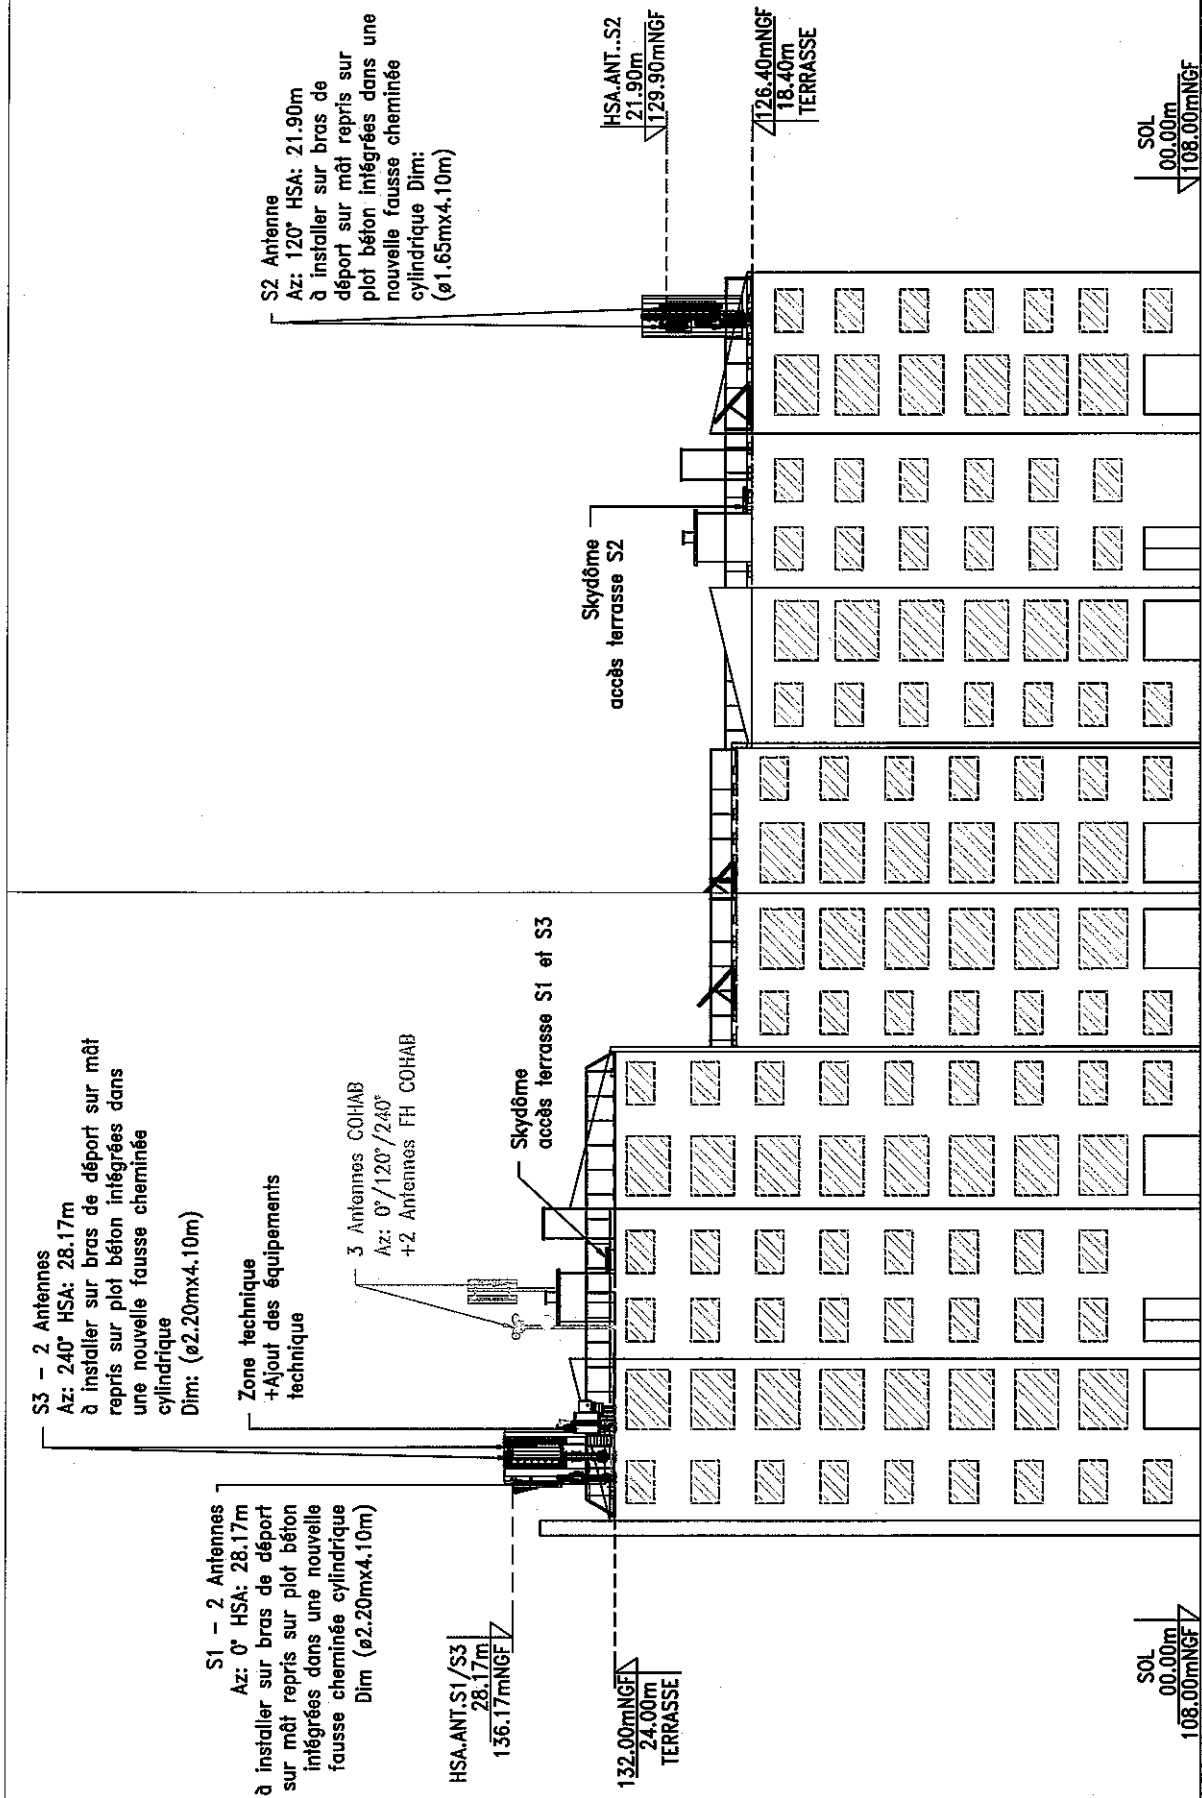 S1 - 2 Antennes
Az: 0° HSA: 28.17m
à installer sur bras de déport
sur mât repris sur plot béton
intégrées dans une nouvelle
fausse cheminée cylindrique
Dim (ø2.20mx4.10m)
S3 - 2 Antennes
Az: 240° HSA: 28.17m
à installer sur bras de déport sur mât
repris sur plot béton intégrées dans
une nouvelle fausse cheminée
cylindrique
Dim: (ø2.20mx4.10m)
Zone technique
+Ajout des équipements
technique
3 Antennes COHAB
Az: 0°/120°/240°
+2 Antennes FH COHAB
Skydôme
accès terrasse S1 et S3
S2 Antenne
Az: 120° HSA: 21.90m
à installer sur bras de
déport sur mât repris sur
plot béton intégrées dans une
nouvelle fausse cheminée
cylindrique Dim:
(ø1.65mx4.10m)
Skydôme
accès terrasse S2
HSA.ANT.S1/S3
28.17m
136.17mNGF
132.00mNGF
24.00m
TERRASSE
SOL
00.00m
108.00mNGF
HSA.ANT..S2
21.90m
129.90mNGF
126.40mNGF
18.40m
TERRASSE
SOL
00.00m
108.00mNGF